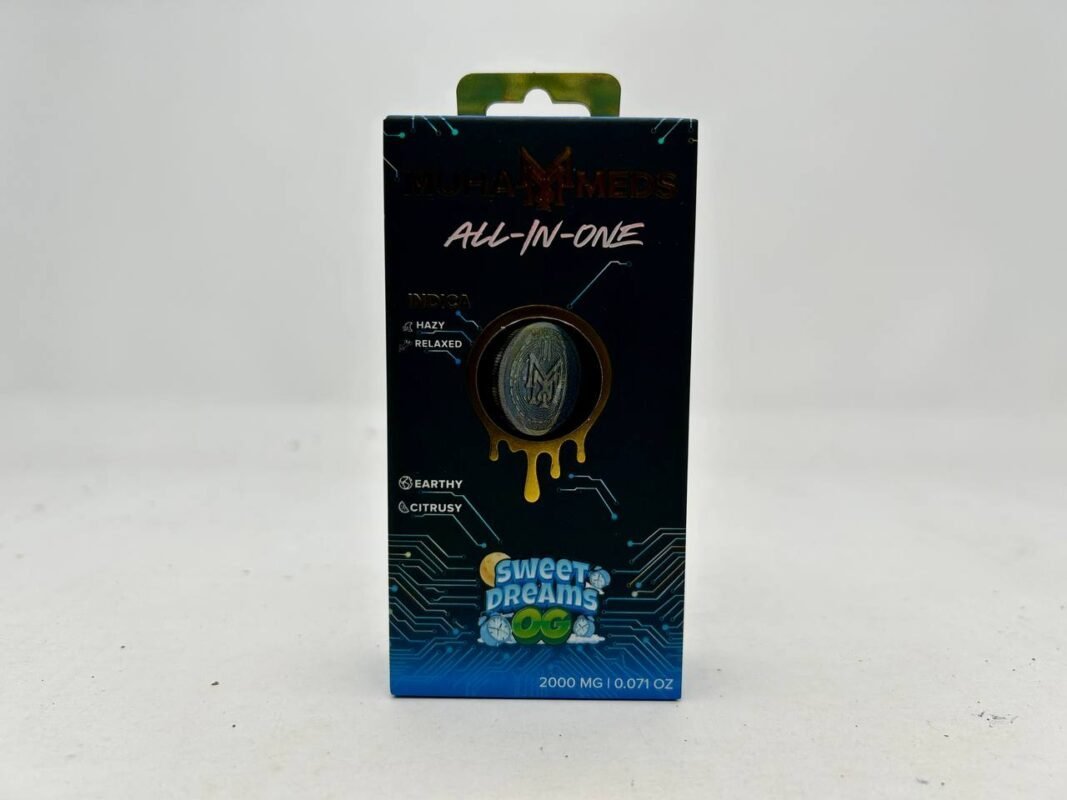 MUHA MEDS
ALL-IN-ONE
INDICA
HAZY
RELAXED
EARTHY
CITRUSY
SWEET
DREAMS
OG
2000 MG | 0.071 OZ